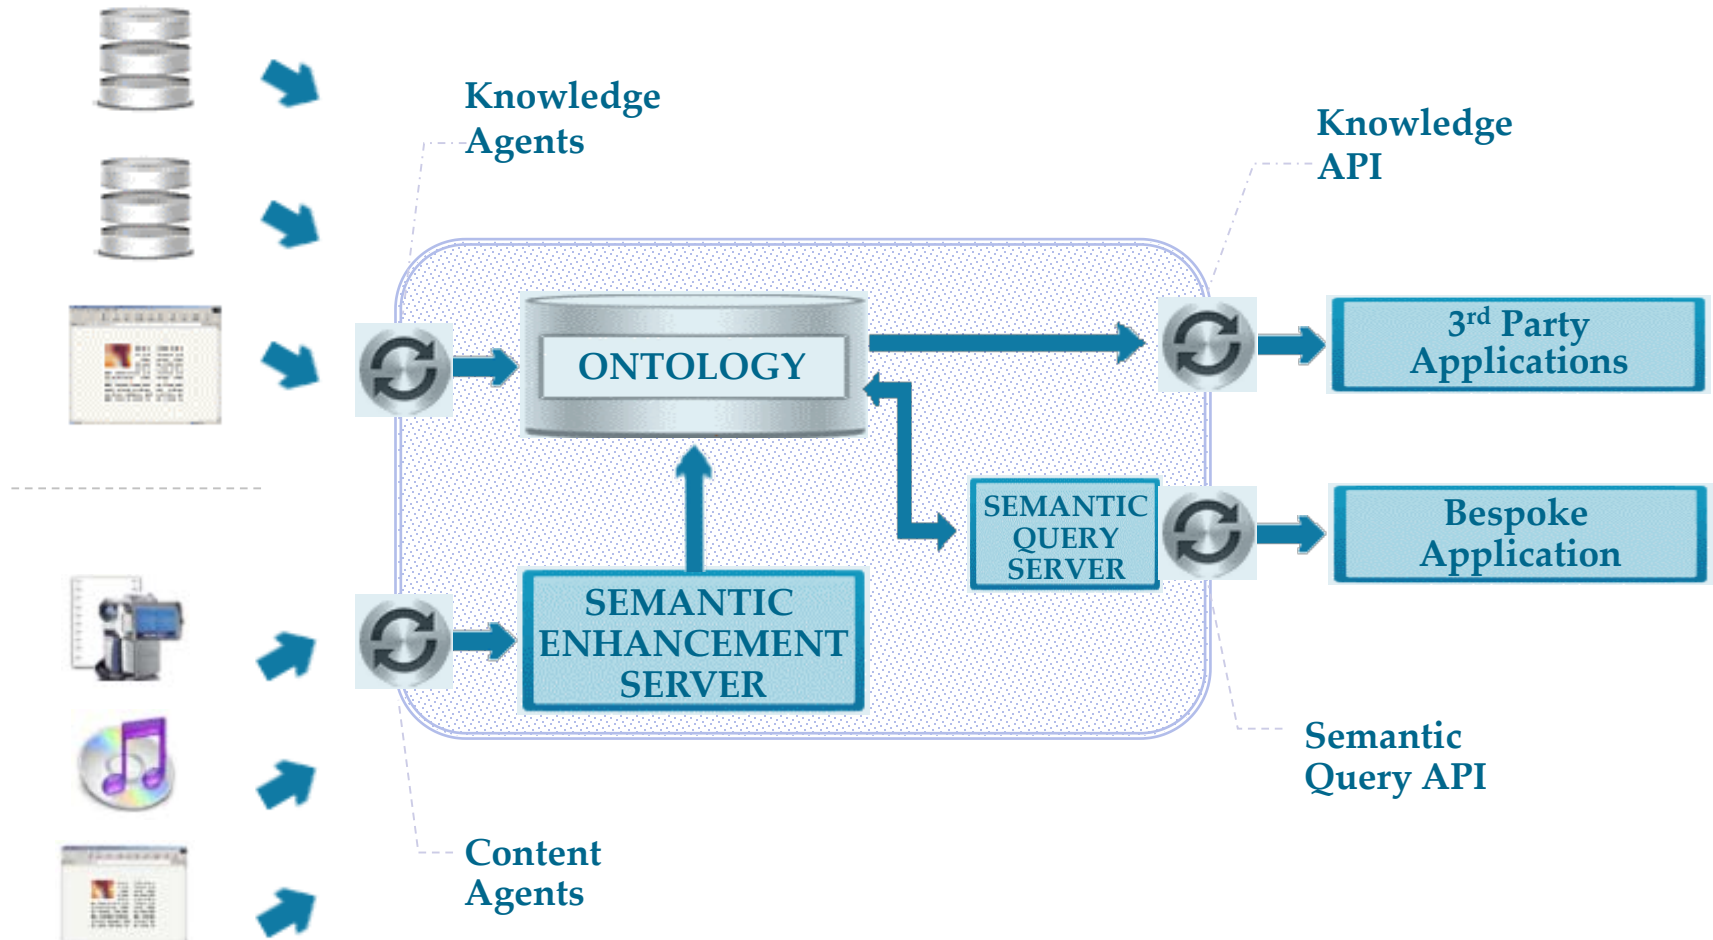 Knowledge
Agents
Knowledge
API
ONTOLOGY
3rd Party
Applications
SEMANTIC
QUERY
SERVER
Bespoke
Application
SEMANTIC
ENHANCEMENT
SERVER
Semantic
Query API
Content
Agents